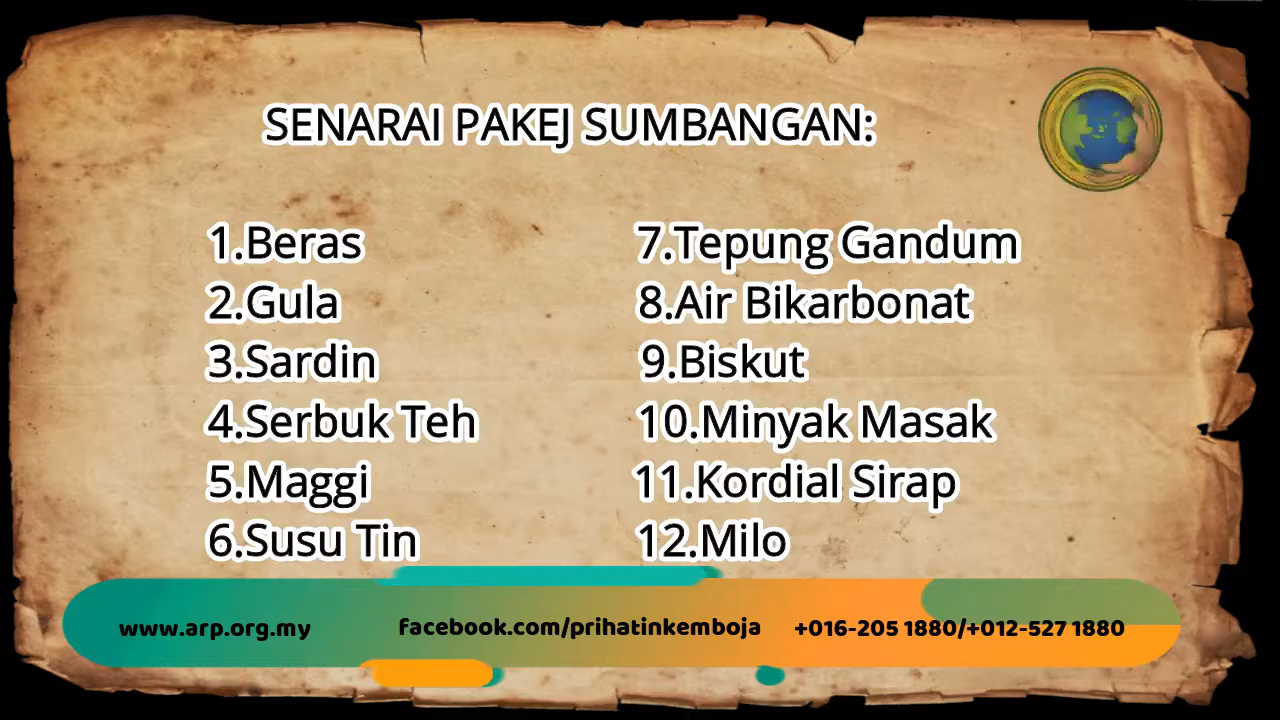 SENARAI PAKEJ SUMBANGAN:
1.Beras
2.Gula
3.Sardin
4.Serbuk Teh
5.Maggi
6.Susu Tin
7.Tepung Gandum
8.Air Bikarbonat
9.Biskut
10.Minyak Masak
11.Kordial Sirap
12.Milo
www.arp.org.my facebook.com/prihatinkemboja +016-205 1880/+012-527 1880